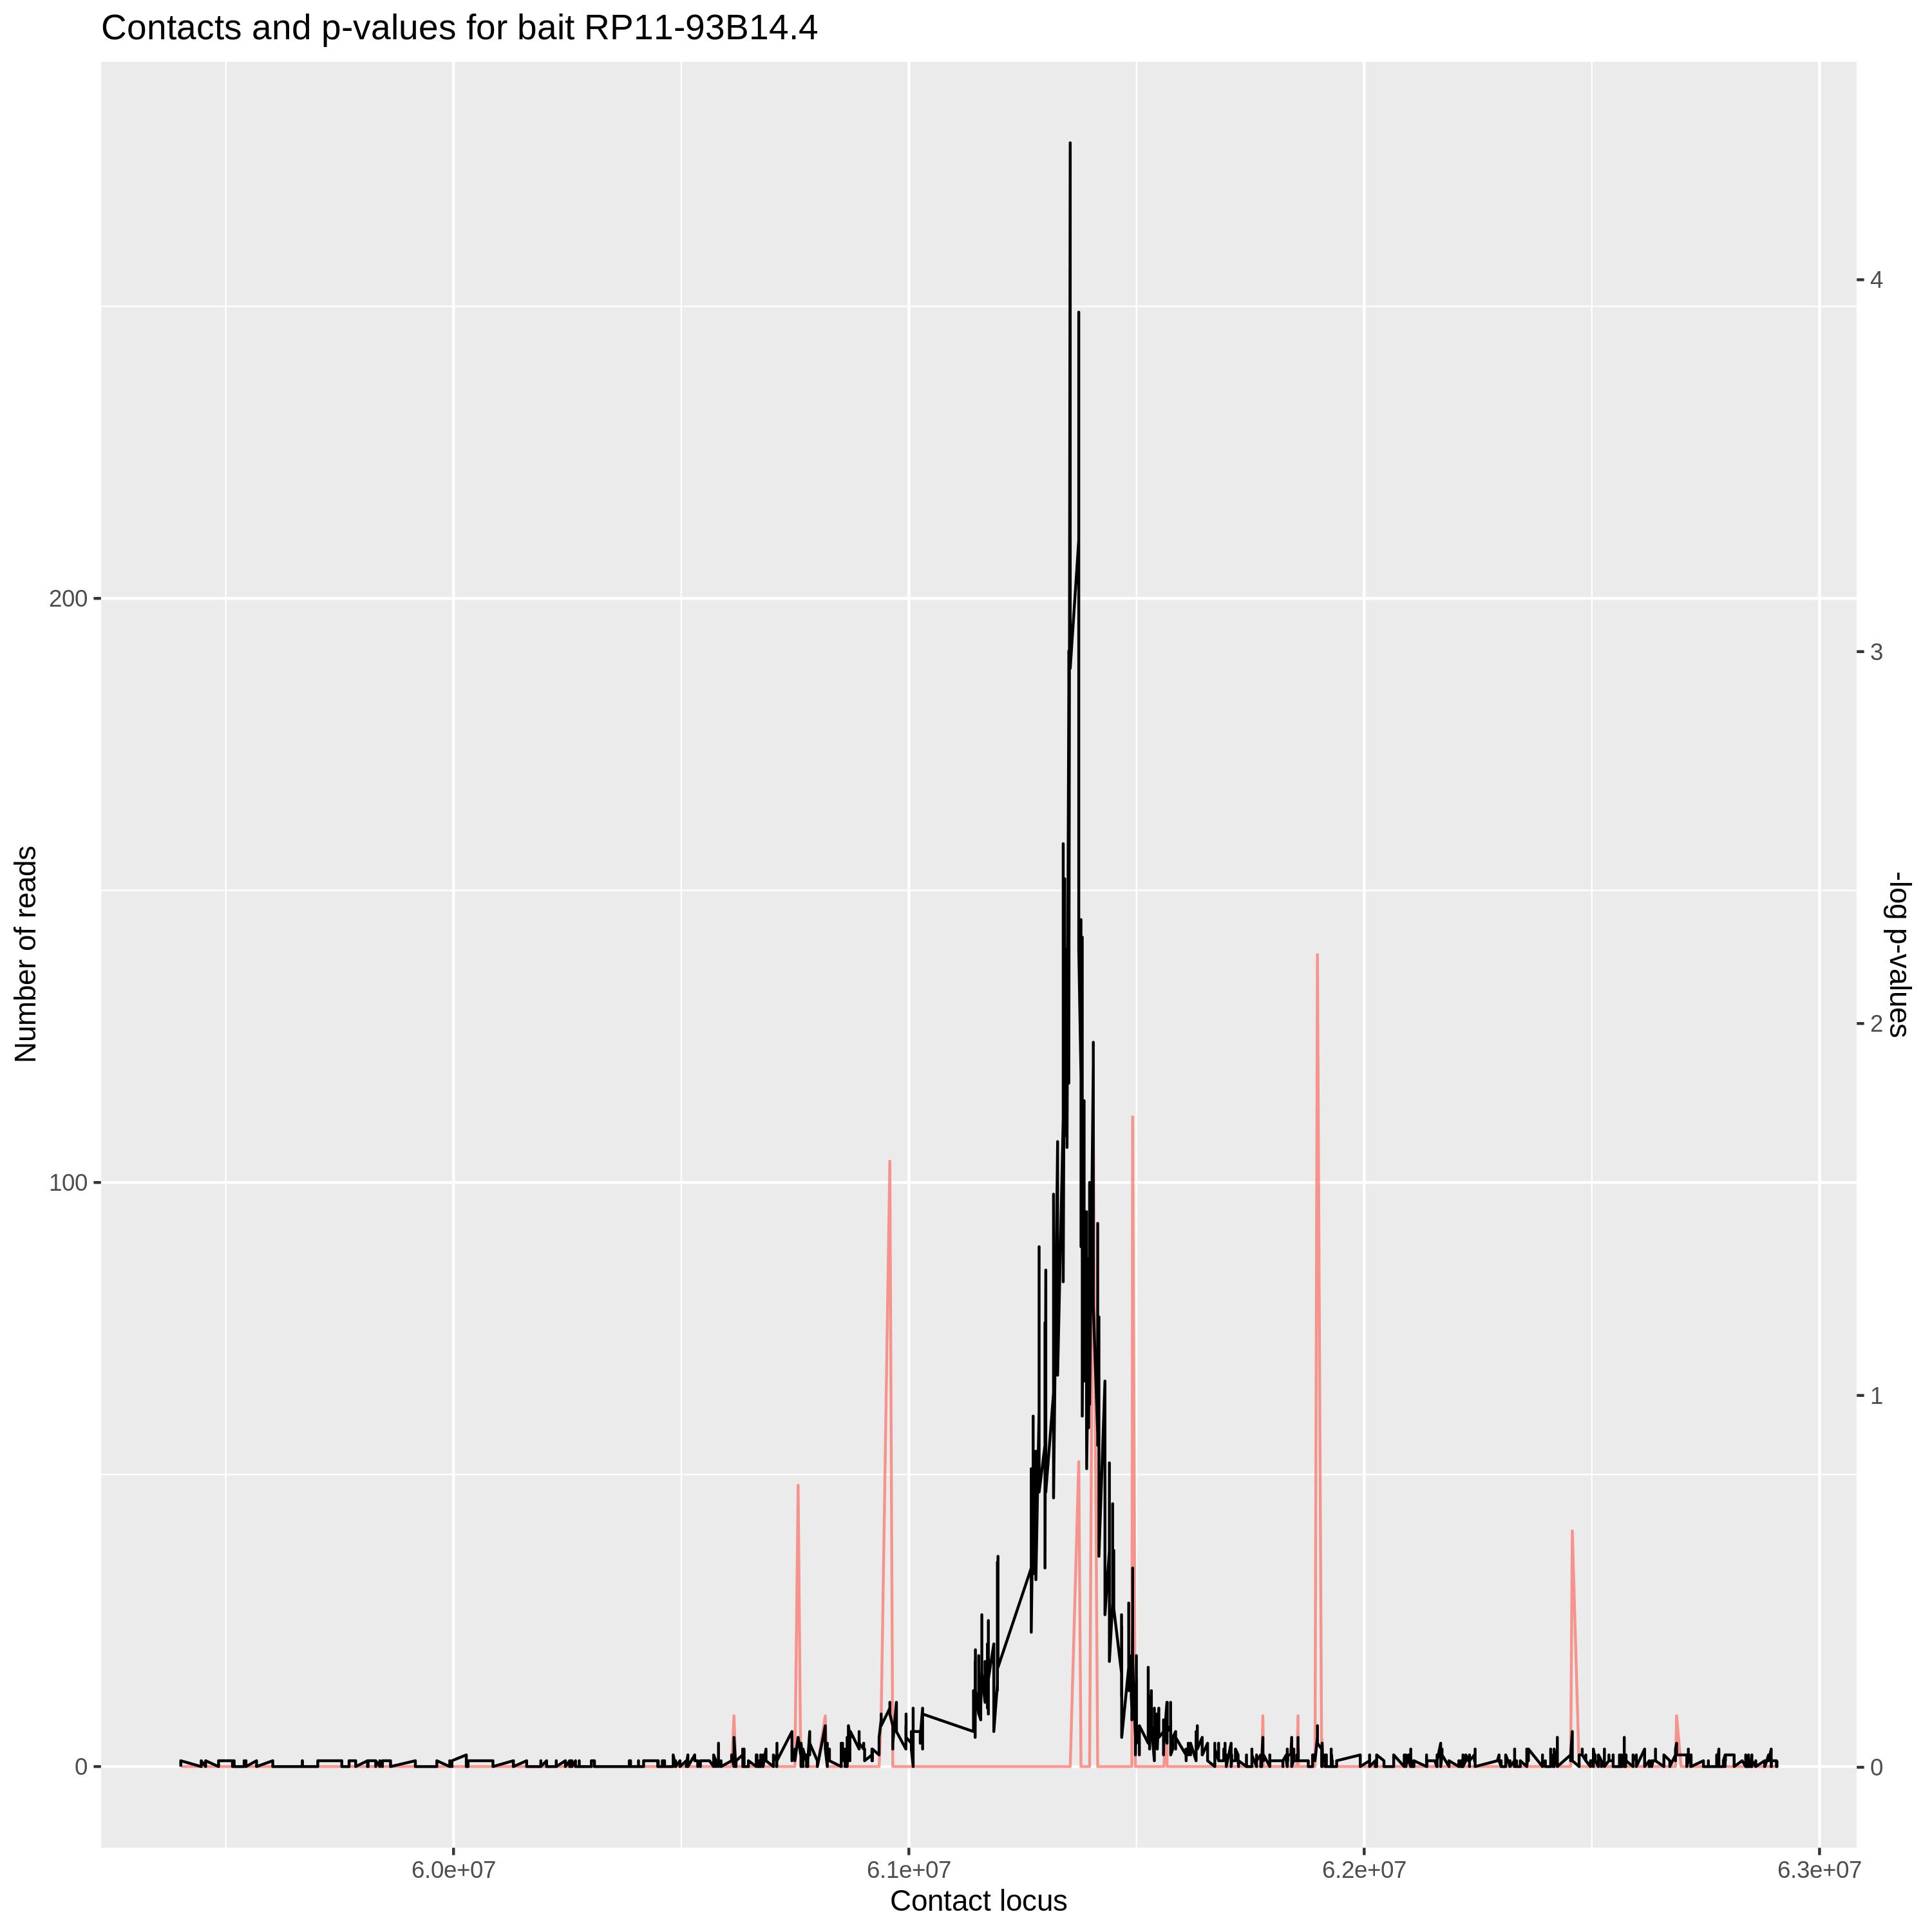 Contacts and p-values for bait RP11-93B14.4
Number of reads
200
100
0
4
3
2
1
0
-log p-values
6.0e+07
6.1e+07
6.2e+07
6.3e+07
Contact locus